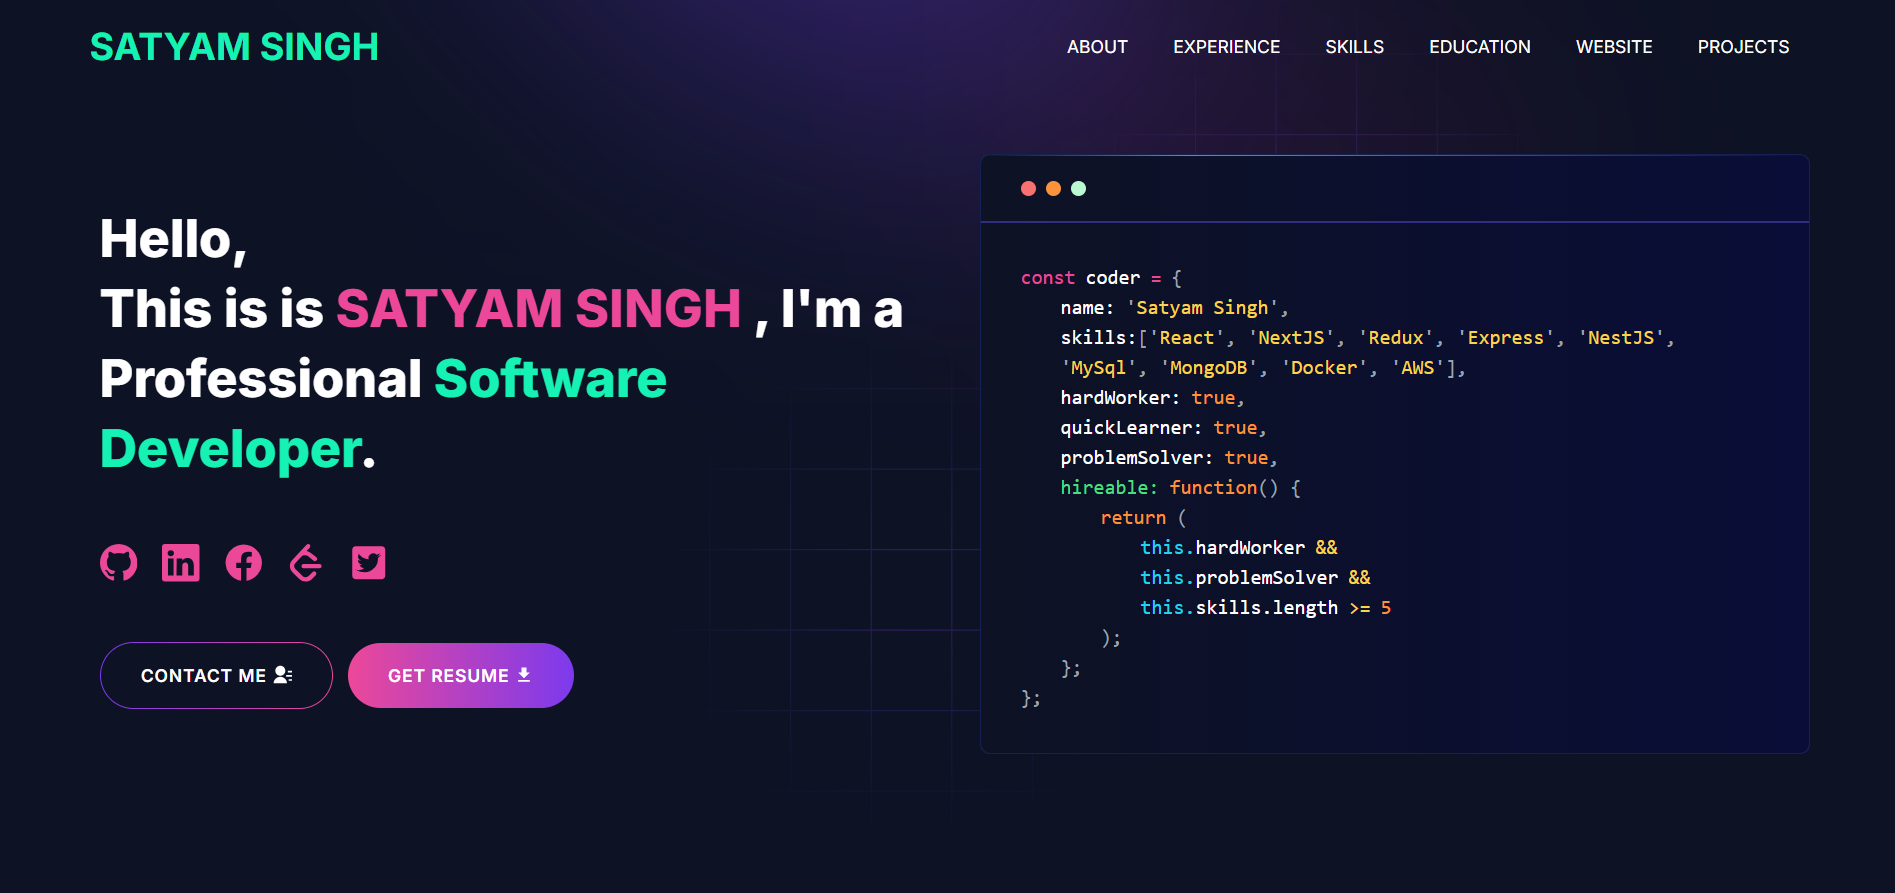 SATYAM SINGH
ABOUT EXPERIENCE SKILLS EDUCATION WEBSITE PROJECTS
Hello,
This is is SATYAM SINGH , I'm a
Professional Software
Developer.
CONTACT ME
GET RESUME
const coder = {
name: 'Satyam Singh',
skills:['React', 'NextJS', 'Redux', 'Express', 'NestJS',
'MySql', 'MongoDB', 'Docker', 'AWS'],
hardWorker: true,
quickLearner: true,
problemSolver: true,
hireable: function() {
return (
this.hardWorker &&
this.problemSolver &&
this.skills.length >= 5
);
};
};